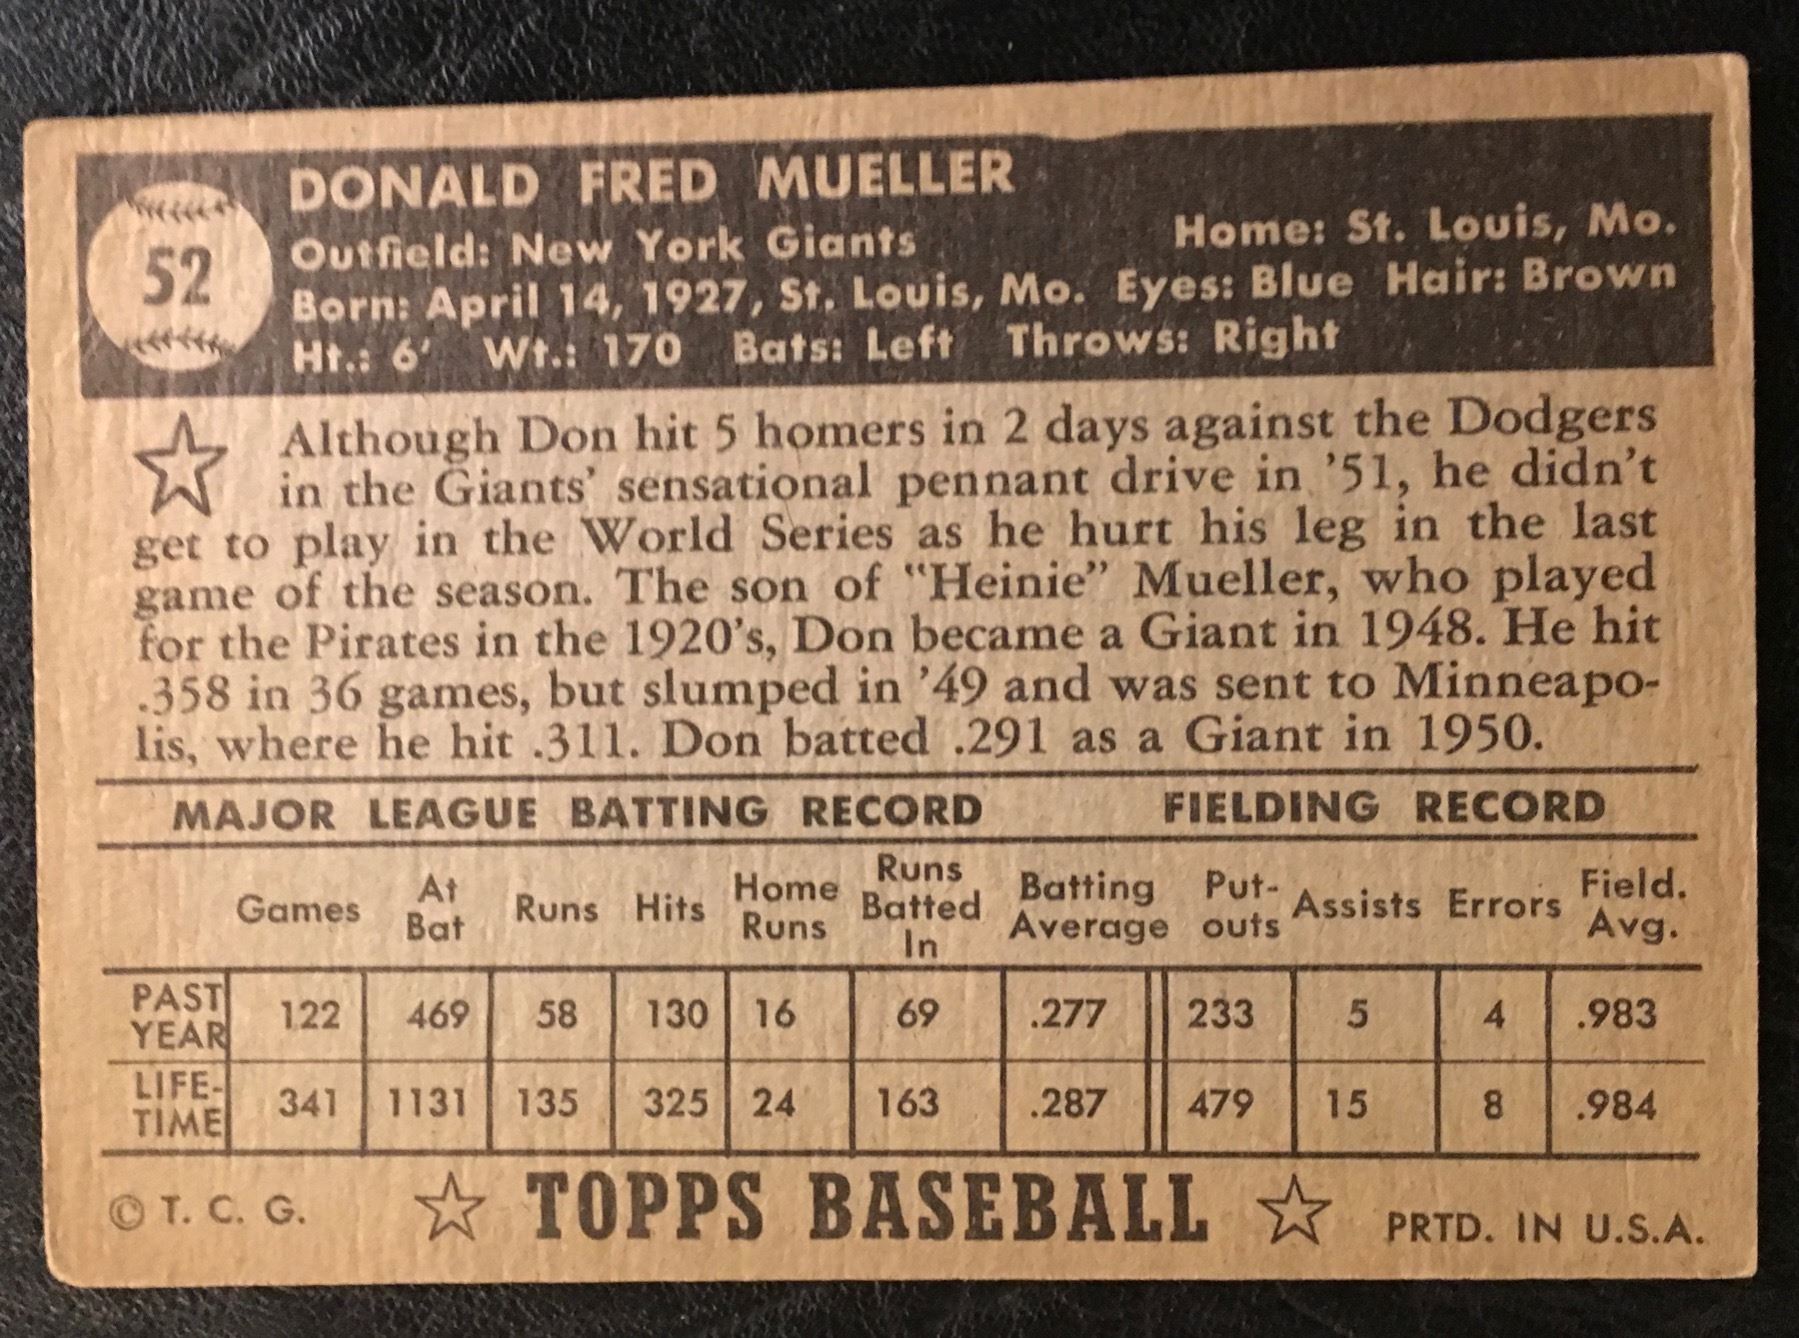 52
DONALD FRED MUELLER
Outfield: New York Giants Home: St. Louis, Mo.
Born: April 14, 1927, St. Louis, Mo. Eyes: Blue Hair: Brown
Ht.: 6' Wt.: 170 Bats: Left Throws: Right
Although Don hit 5 homers in 2 days against the Dodgers
in the Giants' sensational pennant drive in '51, he didn't
get to play in the World Series as he hurt his leg in the last
game of the season. The son of "Heinie" Mueller, who played
for the Pirates in the 1920's, Don became a Giant in 1948. He hit
.358 in 36 games, but slumped in '49 and was sent to Minneapo-
lis, where he hit .311. Don batted .291 as a Giant in 1950.
MAJOR LEAGUE BATTING RECORD FIELDING RECORD
Games At Bat Runs Hits Home Runs Runs Batted In Batting Average Put-outs Assists Errors Field. Avg.
PAST YEAR 122 469 58 130 16 69 .277 233 5 4 .983
LIFE-TIME 341 1131 135 325 24 163 .287 479 15 8 .984
© T. C. G. ☆ TOPPS BASEBALL ☆ PRTD. IN U.S.A.